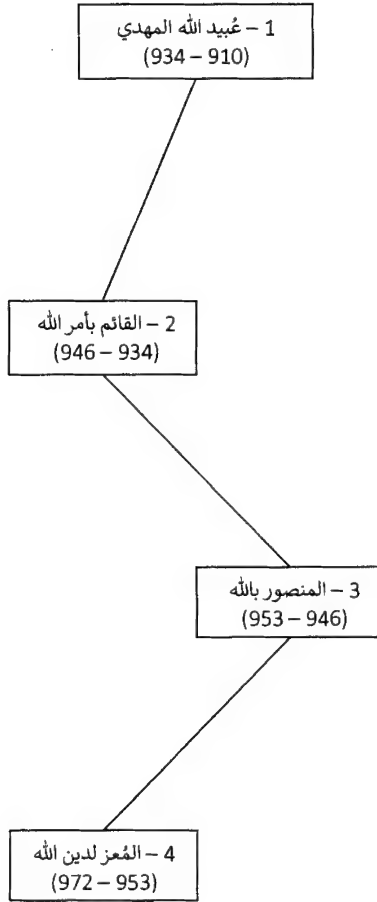 1 – عُبيد الله المهدي
(910 – 934)
2 – القائم بأمر الله
(934 – 946)
3 – المنصور بالله
(946 – 953)
4 – المُعز لدين الله
(953 – 972)